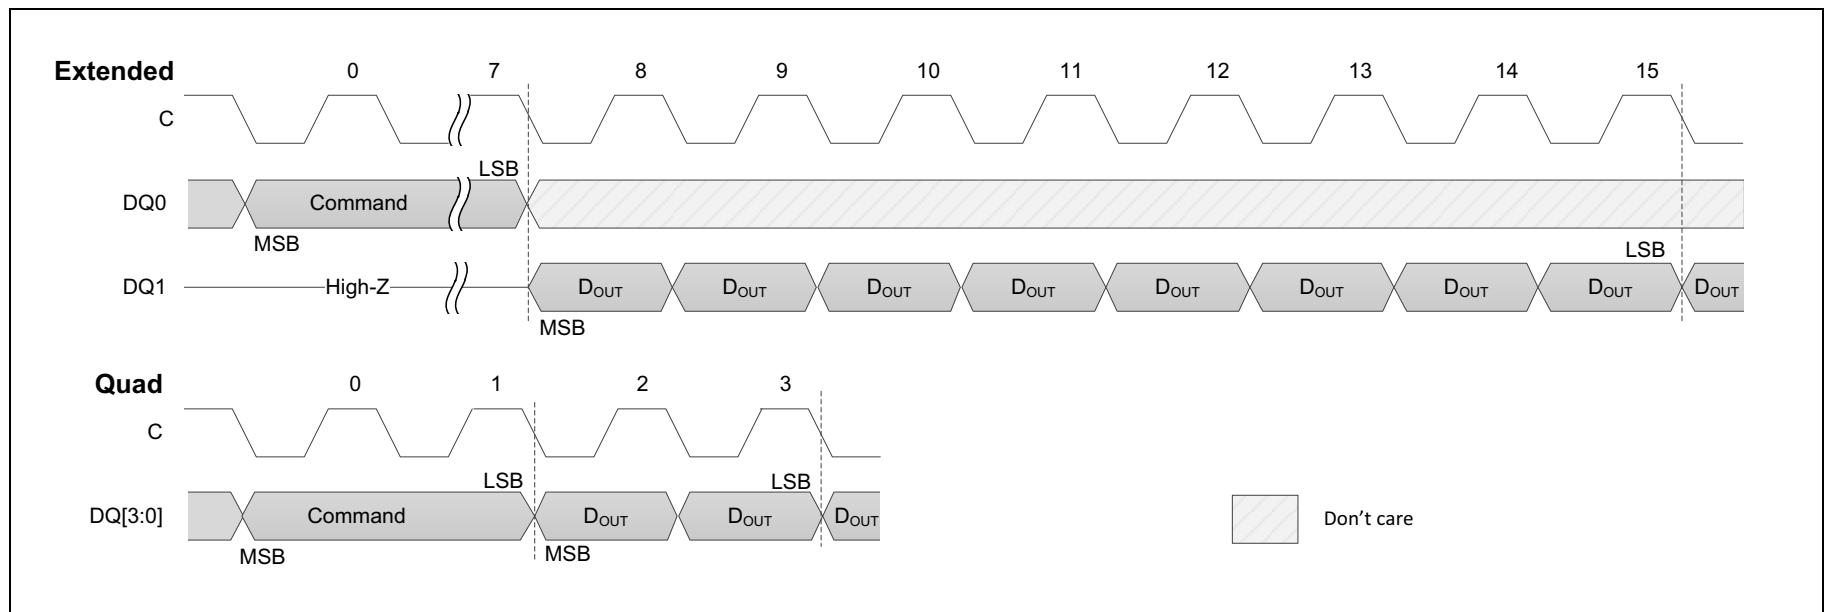 Extended 0 7 8 9 10 11 12 13 14 15
C
LSB
DQ0 Command
MSB
LSB
DQ1 High-Z DOUT DOUT DOUT DOUT DOUT DOUT DOUT DOUT DOUT
MSB
Quad 0 1 2 3
C
LSB LSB
DQ[3:0] Command DOUT DOUT DOUT
MSB MSB
Don’t care